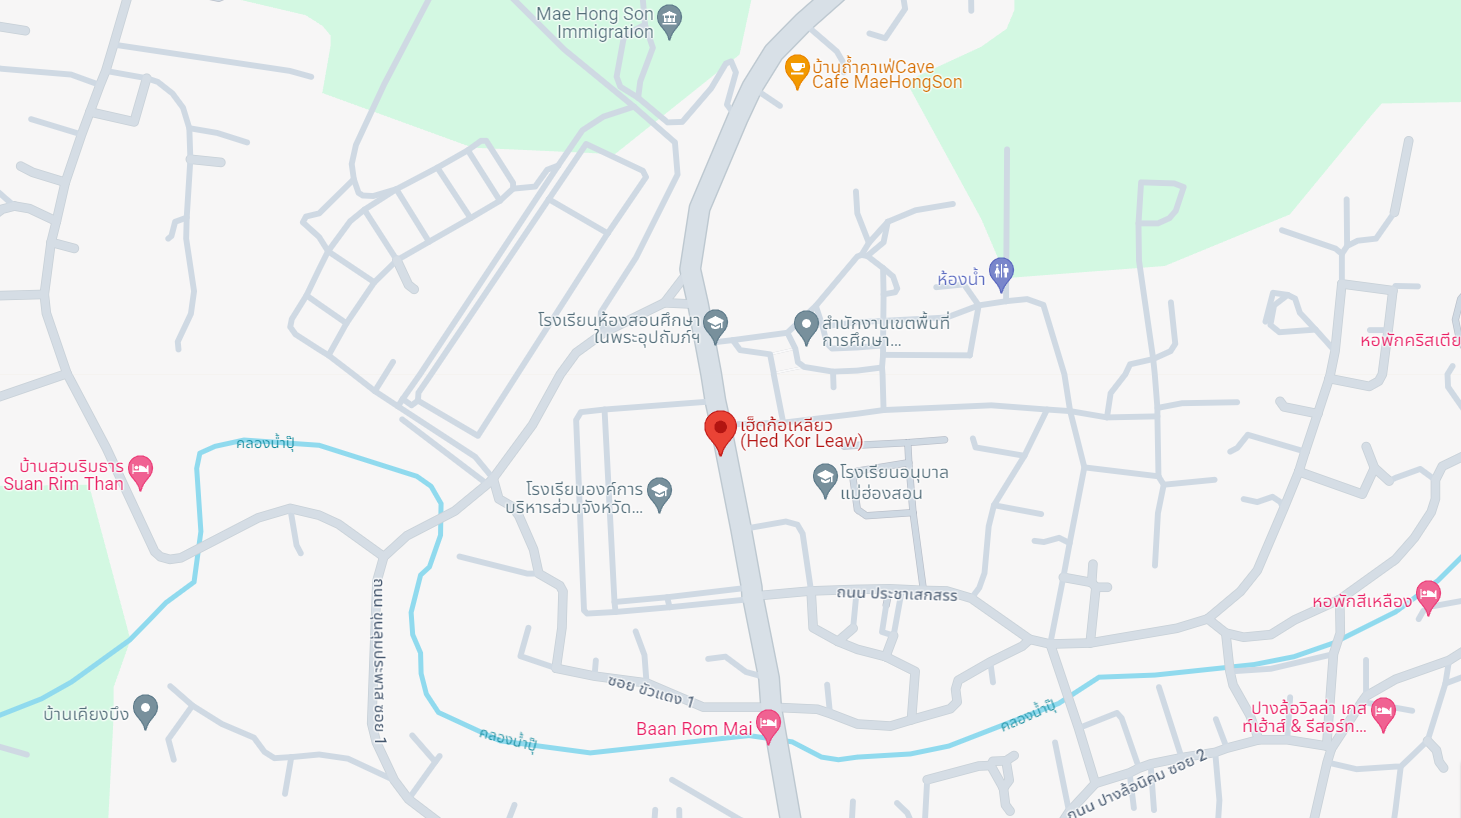 Mae Hong Son
Immigration
บ้านถ้ำคาเฟ่Cave
Cafe MaeHongSon
ห้องน้ำ
โรงเรียนห้องสอนศึกษา
ในพระอุปถัมภ์ฯ
สำนักงานเขตพื้นที่
การศึกษา...
หอพักคริสเตีย
เฮ็ดก้อเหลียว
(Hed Kor Leaw)
คลองน้ำปุ๊
บ้านสวนริมธาร
Suan Rim Than
โรงเรียนองค์การ
บริหารส่วนจังหวัด...
โรงเรียนอนุบาล
แม่ฮ่องสอน
ถนน ประชาเสกสรร
หอพักสีเหลือง
ถนน ขุนลุมประพาส ซอย 1
ซอย ขัวแดง 1
บ้านเคียงบึง
คลองน้ำปุ๊
Baan Rom Mai
คลองน้ำปุ๊
ปางล้อวิลล่า เกส
ท์เฮ้าส์ & รีสอร์ท...
ถนน ปางล้อนิคม ซอย 2